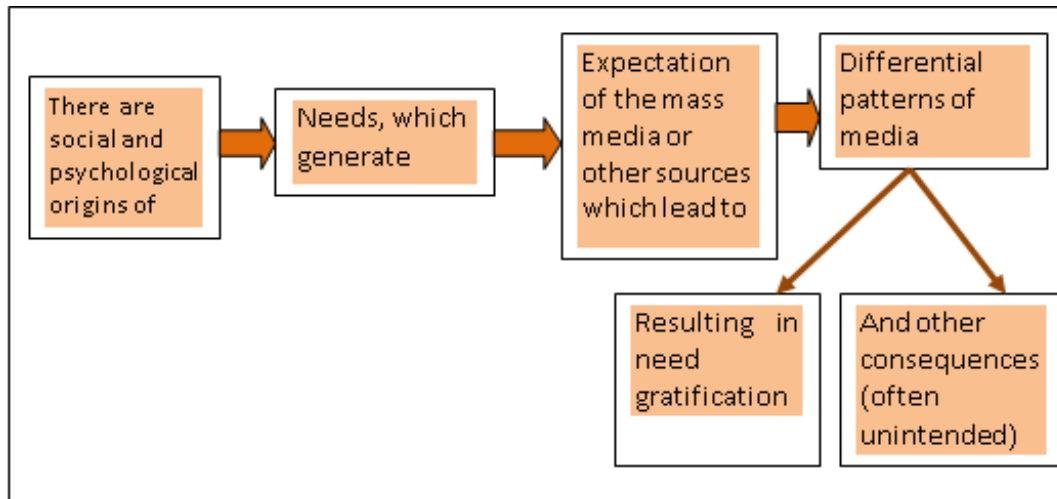 There are
social and
psychological
origins of
Needs, which
generate
Expectation
of the mass
media or
other sources
which lead to
Differential
patterns of
media
Resulting in
need
gratification
And other
consequences
(often
unintended)